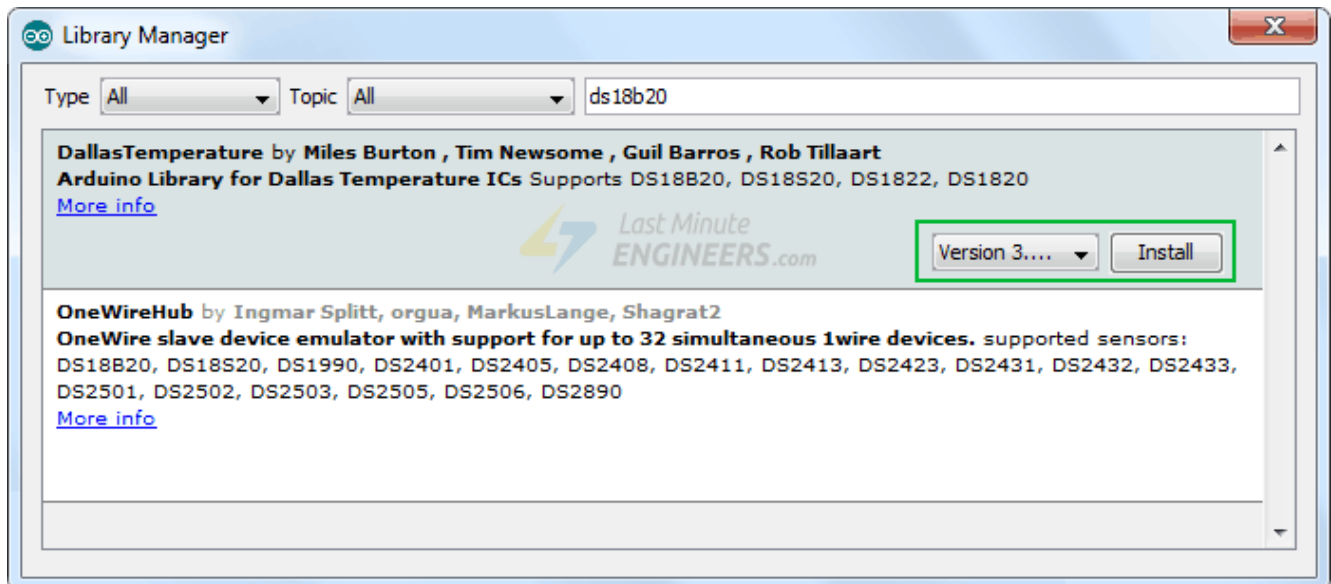 Library Manager
Type All Topic All ds18b20
DallasTemperature by Miles Burton , Tim Newsome , Guil Barros , Rob Tillaart
Arduino Library for Dallas Temperature ICs Supports DS18B20, DS18S20, DS1822, DS1820
More info
Last Minute
ENGINEERS.com
Version 3.... Install
OneWireHub by Ingmar Splitt, orgua, MarkusLange, Shagrat2
OneWire slave device emulator with support for up to 32 simultaneous 1wire devices. supported sensors:
DS18B20, DS18S20, DS1990, DS2401, DS2405, DS2408, DS2411, DS2413, DS2423, DS2431, DS2432, DS2433,
DS2501, DS2502, DS2503, DS2505, DS2506, DS2890
More info